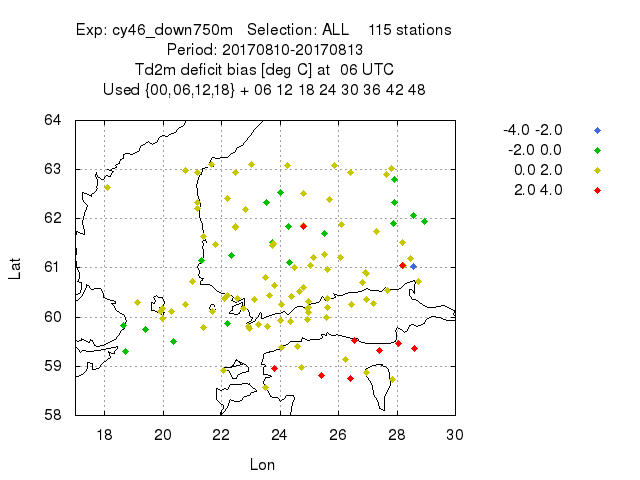 Exp: cy46_down750m   Selection: ALL    115 stations
Period: 20170810-20170813
Td2m deficit bias [deg C] at  06 UTC
Used {00,06,12,18} + 06 12 18 24 30 36 42 48
-4.0 -2.0
-2.0 0.0
0.0 2.0
2.0 4.0
64
63
62
61
60
59
58
Lat
18 20 22 24 26 28 30
Lon